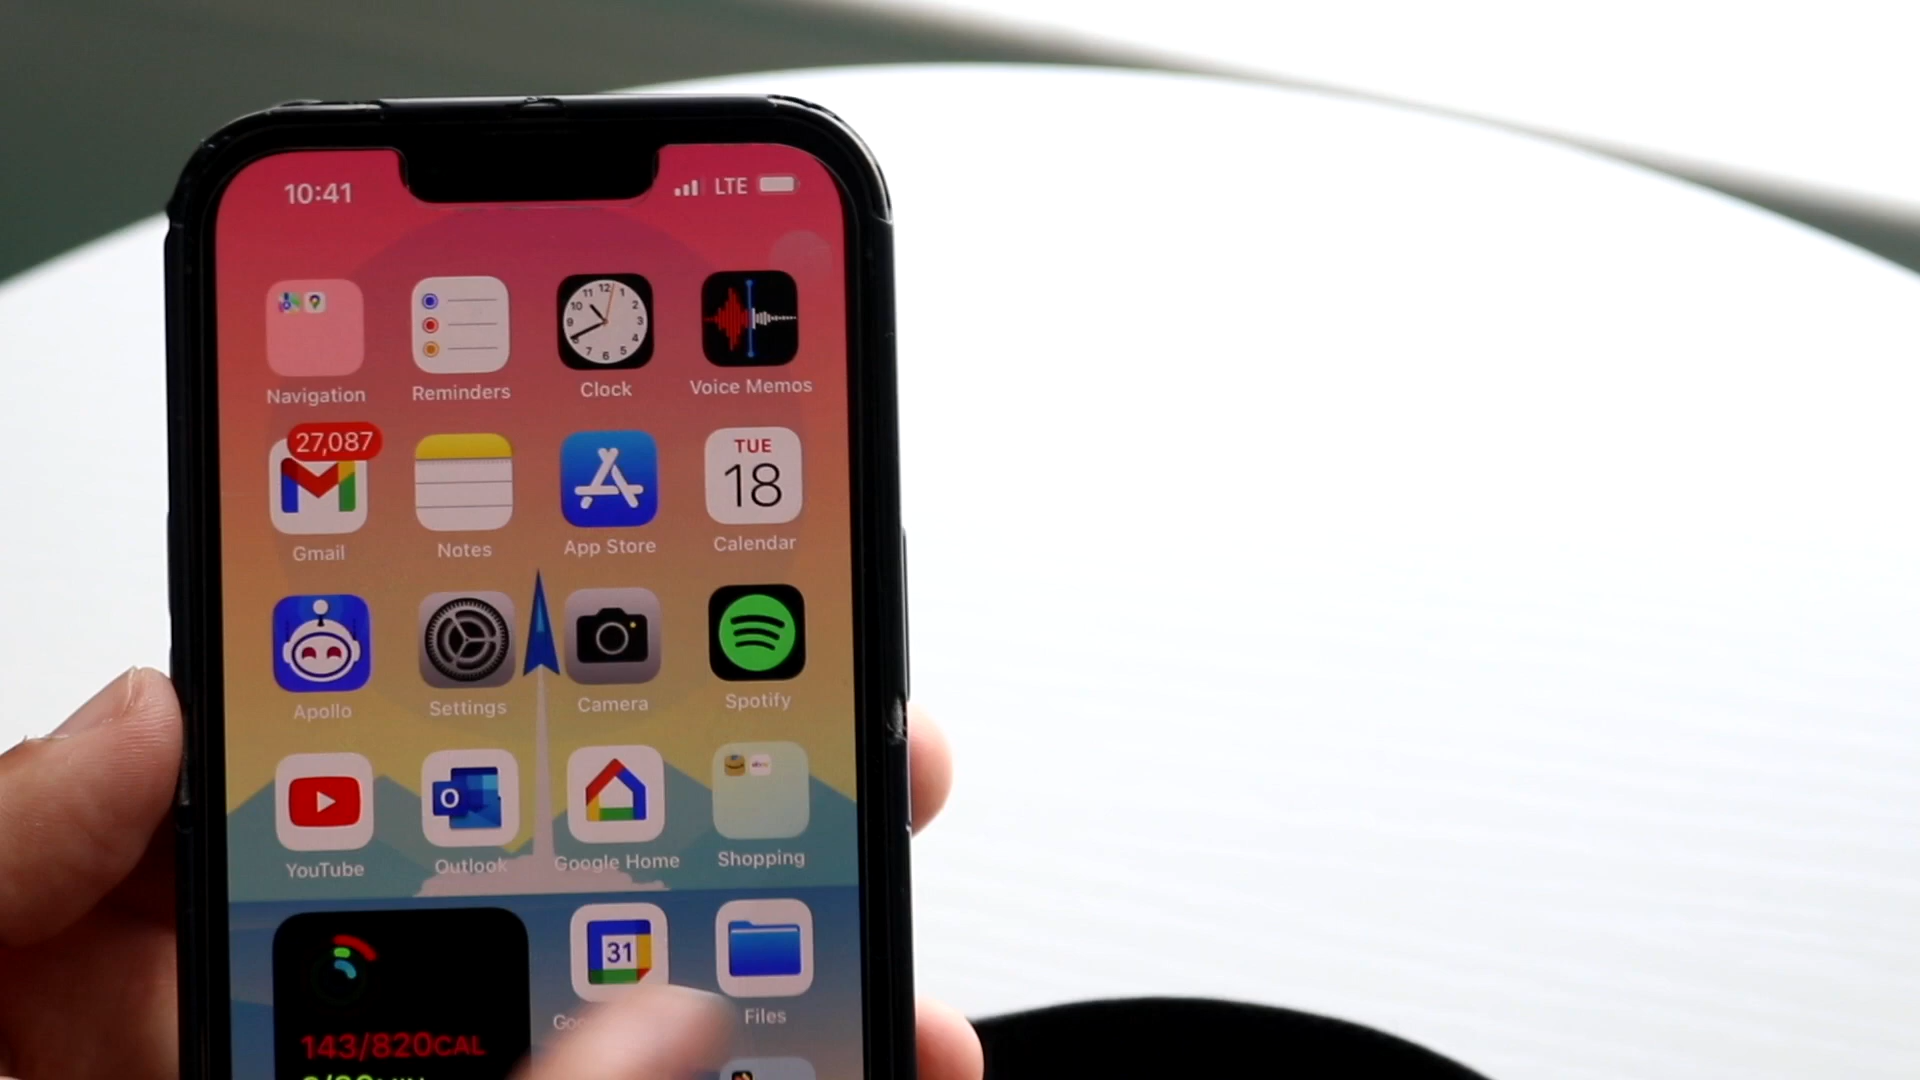 10:41 LTE
Navigation Reminders Clock Voice Memos
27,087
TUE
18
Gmail Notes App Store Calendar
Apollo Settings Camera Spotify
YouTube Outlook Google Home Shopping
31
Files
143/820CAL